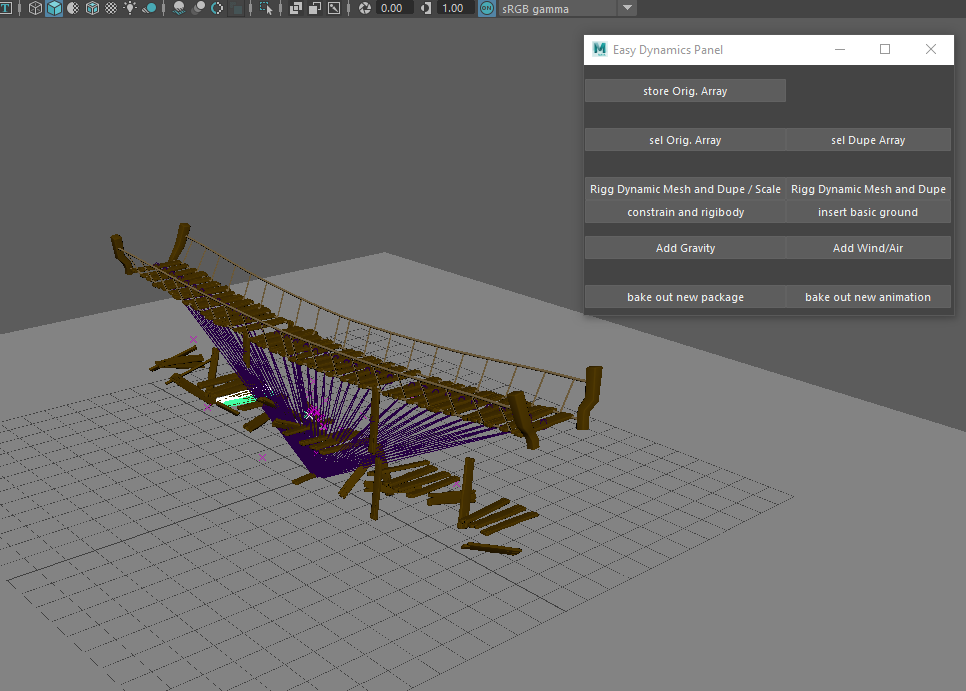 T
0.00
1.00
ON
sRGB gamma
M
Easy Dynamics Panel
store Orig. Array
sel Orig. Array
sel Dupe Array
Rigg Dynamic Mesh and Dupe / Scale
Rigg Dynamic Mesh and Dupe
constrain and rigibody
insert basic ground
Add Gravity
Add Wind/Air
bake out new package
bake out new animation